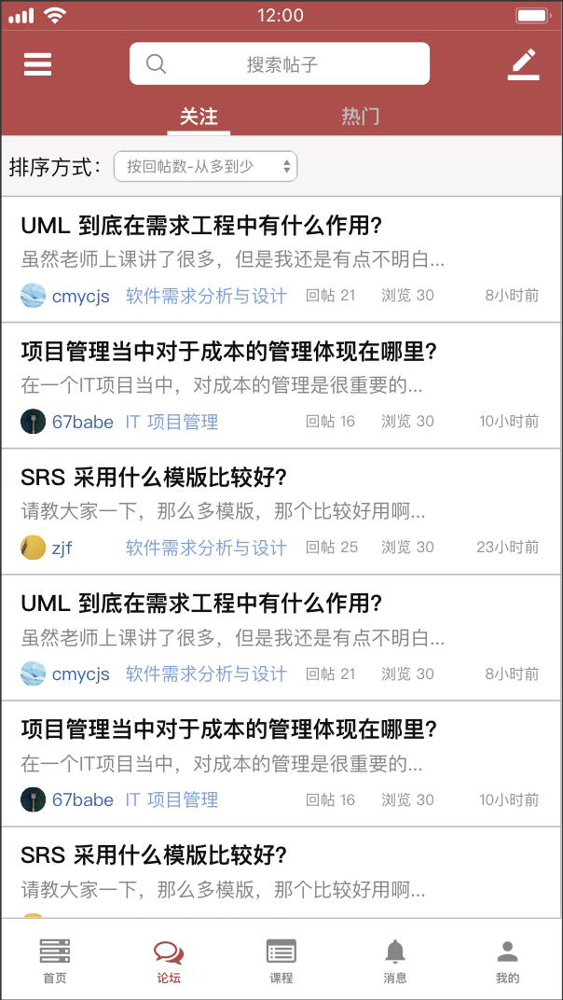 12:00
搜索帖子
关注 热门
排序方式： 按回帖数-从多到少
UML 到底在需求工程中有什么作用?
虽然老师上课讲了很多，但是我还是有点不明白...
cmycjs 软件需求分析与设计 回帖 21 浏览 30 8小时前
项目管理当中对于成本的管理体现在哪里?
在一个IT项目当中，对成本的管理是很重要的...
67babe IT 项目管理 回帖 16 浏览 30 10小时前
SRS 采用什么模版比较好?
请教大家一下，那么多模版，那个比较好用啊...
zjf 软件需求分析与设计 回帖 25 浏览 30 23小时前
UML 到底在需求工程中有什么作用?
虽然老师上课讲了很多，但是我还是有点不明白...
cmycjs 软件需求分析与设计 回帖 21 浏览 30 8小时前
项目管理当中对于成本的管理体现在哪里?
在一个IT项目当中，对成本的管理是很重要的...
67babe IT 项目管理 回帖 16 浏览 30 10小时前
SRS 采用什么模版比较好?
请教大家一下，那么多模版，那个比较好用啊...
首页 论坛 课程 消息 我的